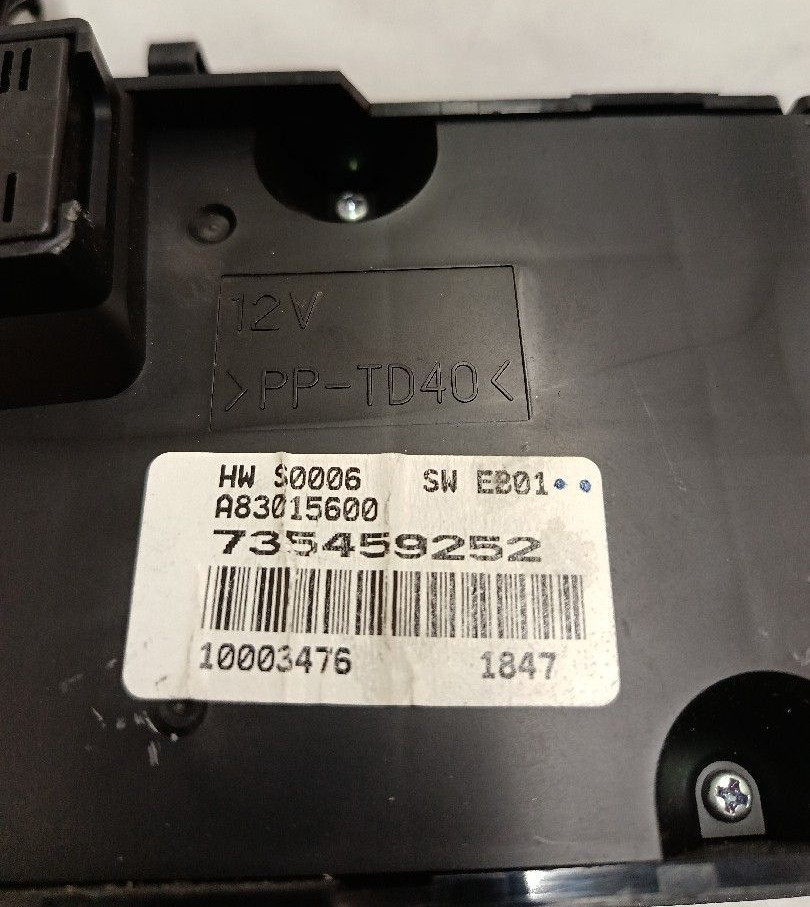 12V
>PP-TD40<
HW S0006 SW EB01
A83015600
735459252
10003476 1847